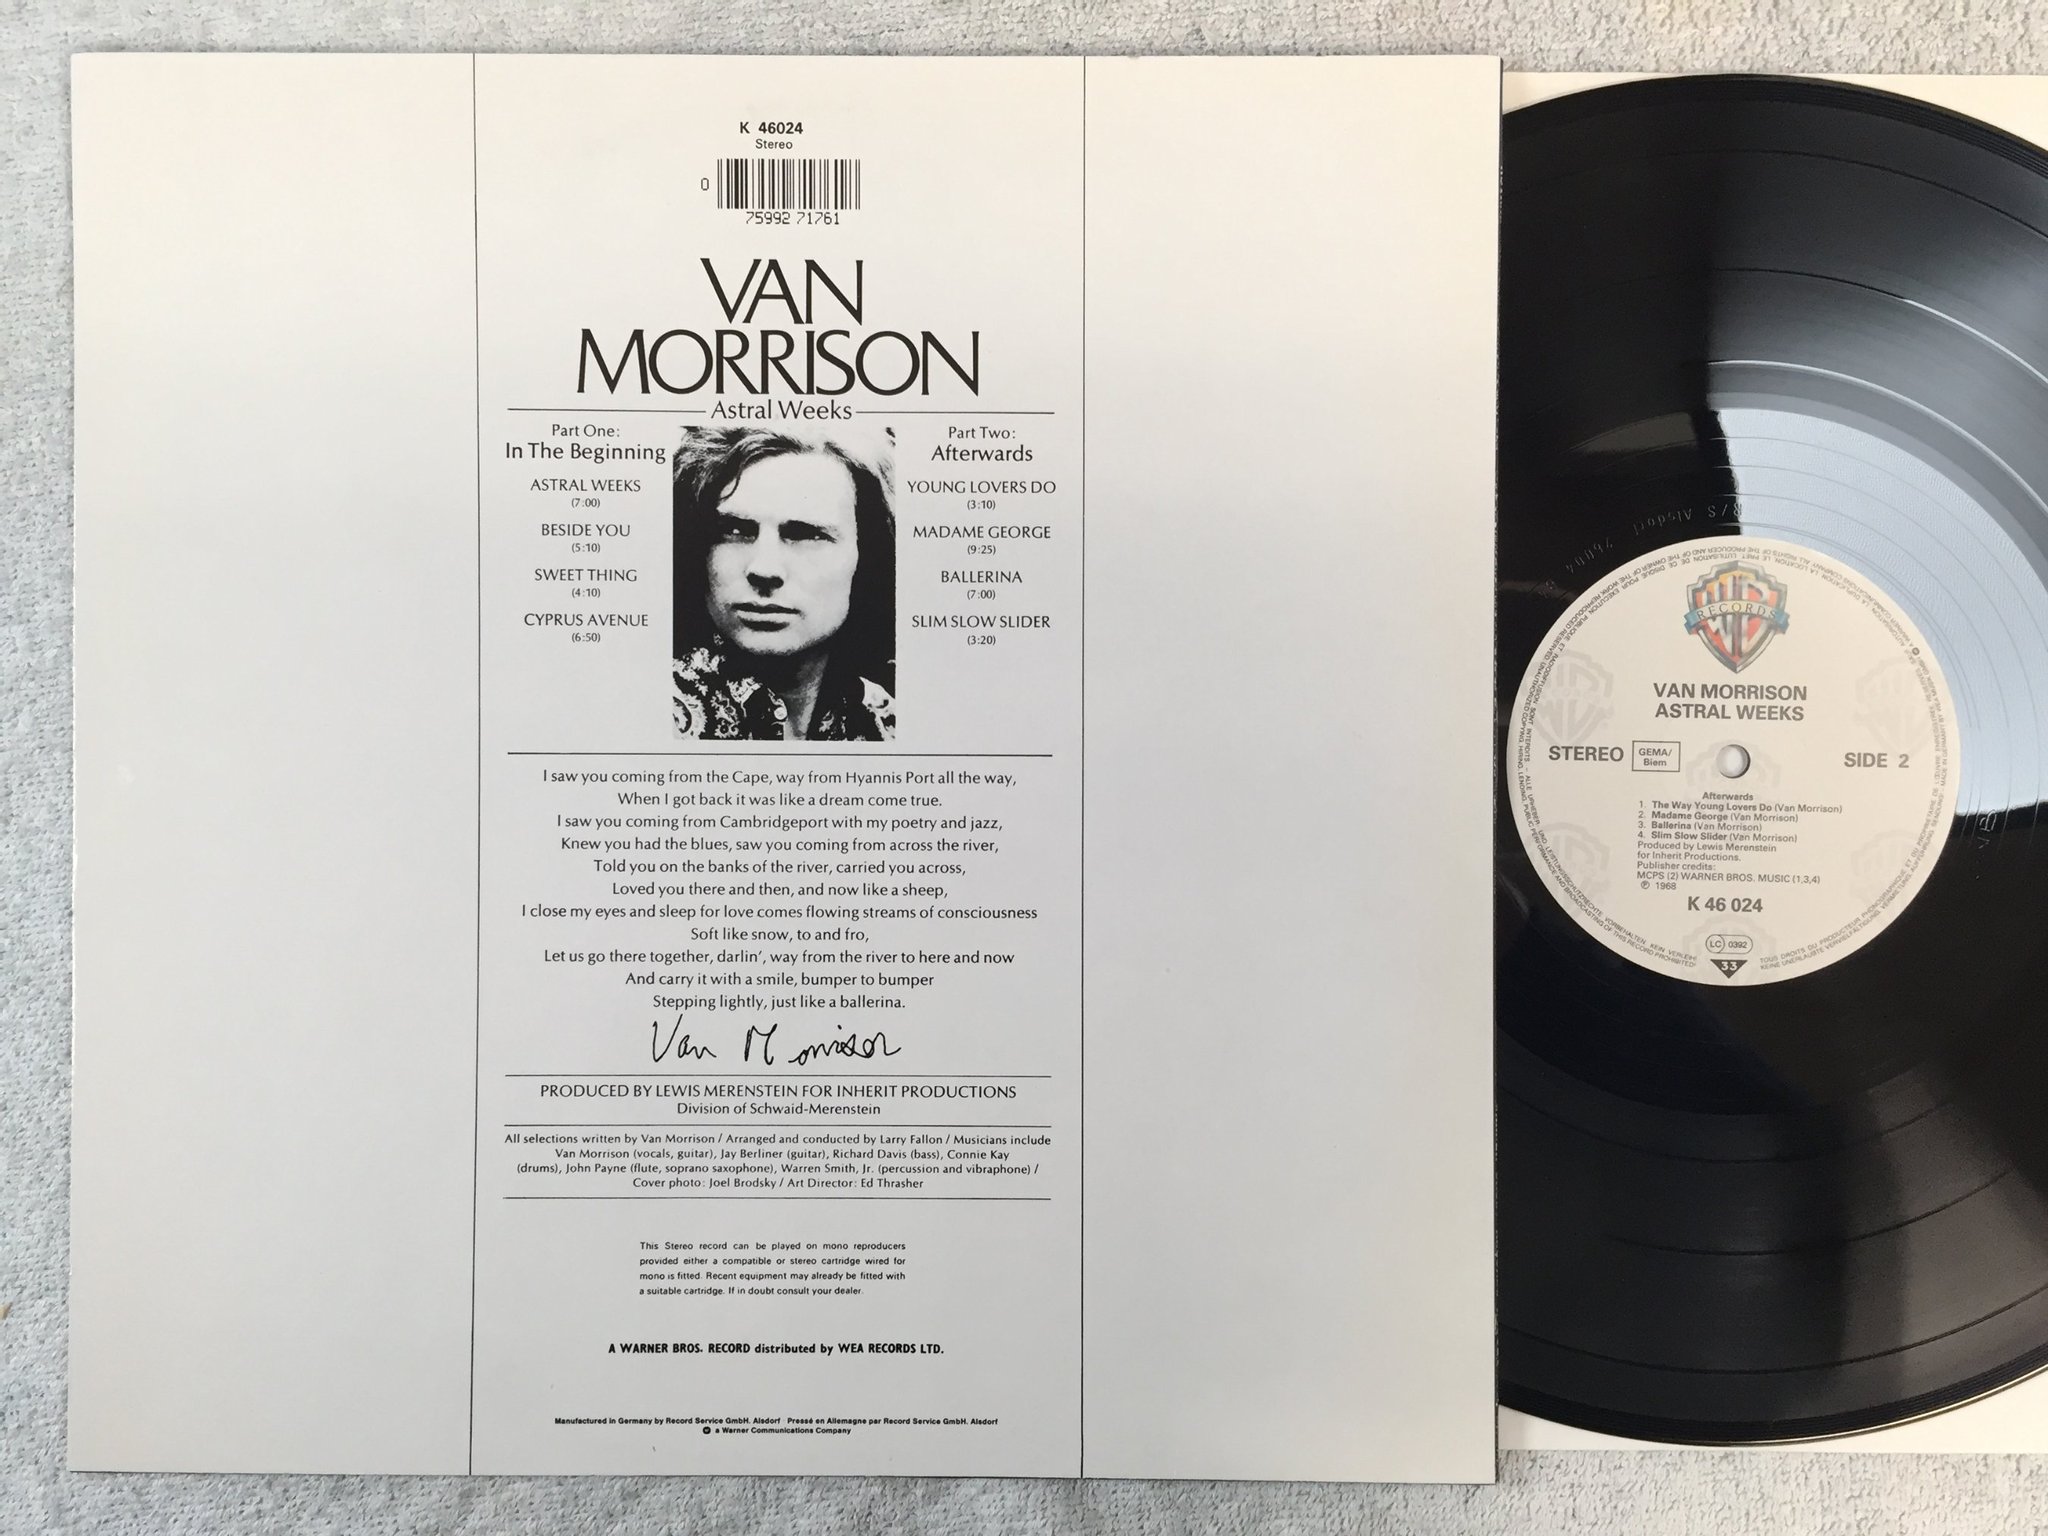 K 46024
Stereo
0
75992 71761
VAN
MORRISON
Astral Weeks
Part One:
In The Beginning
ASTRAL WEEKS
(7:00)
BESIDE YOU
(5:10)
SWEET THING
(4:10)
CYPRUS AVENUE
(6:50)
Part Two:
Afterwards
YOUNG LOVERS DO
(3:10)
MADAME GEORGE
(9:25)
BALLERINA
(7:00)
SLIM SLOW SLIDER
(3:20)
I saw you coming from the Cape, way from Hyannis Port all the way,
When I got back it was like a dream come true.
I saw you coming from Cambridgeport with my poetry and jazz,
Knew you had the blues, saw you coming from across the river,
Told you on the banks of the river, carried you across,
Loved you there and then, and now like a sheep,
I close my eyes and sleep for love comes flowing streams of consciousness
Soft like snow, to and fro,
Let us go there together, darlin', way from the river to here and now
And carry it with a smile, bumper to bumper
Stepping lightly, just like a ballerina.
Van Morrison
PRODUCED BY LEWIS MERENSTEIN FOR INHERIT PRODUCTIONS
Division of Schwaid-Merenstein
All selections written by Van Morrison / Arranged and conducted by Larry Fallon / Musicians include
Van Morrison (vocals, guitar), Jay Berliner (guitar), Richard Davis (bass), Connie Kay
(drums), John Payne (flute, soprano saxophone), Warren Smith, Jr. (percussion and vibraphone) /
Cover photo: Joel Brodsky / Art Director: Ed Thrasher
This Stereo record can be played on mono reproducers
provided either a compatible or stereo cartridge wired for
mono is fitted. Recent equipment may already be fitted with
a suitable cartridge. If in doubt consult your dealer.
A WARNER BROS. RECORD distributed by WEA RECORDS LTD.
Manufactured in Germany by Record Service GmbH. Alsdorf · Pressé en Allemagne par Record Service GmbH. Alsdorf
a Warner Communications Company
R/S Alsdorf
RECORDS
VAN MORRISON
ASTRAL WEEKS
STEREO
GEMA/
Biem
SIDE 2
Afterwards
1. The Way Young Lovers Do (Van Morrison)
2. Madame George (Van Morrison)
3. Ballerina (Van Morrison)
4. Slim Slow Slider (Van Morrison)
Produced by Lewis Merenstein
for Inherit Productions.
Publisher credits:
MCPS (2) WARNER BROS. MUSIC (1,3,4)
℗ 1968
K 46 024
LC 0392
33